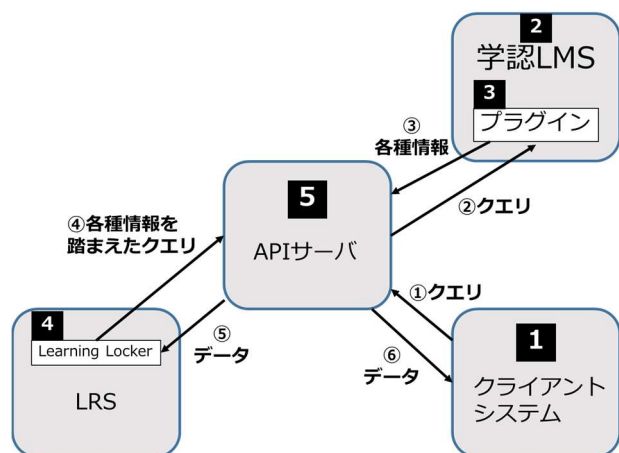 2
学認LMS
3
プラグイン
③
各種情報
5
APIサーバ
②クエリ
④各種情報を
踏まえたクエリ
①クエリ
4
Learning Locker
LRS
⑤
データ
⑥
データ
1
クライアント
システム